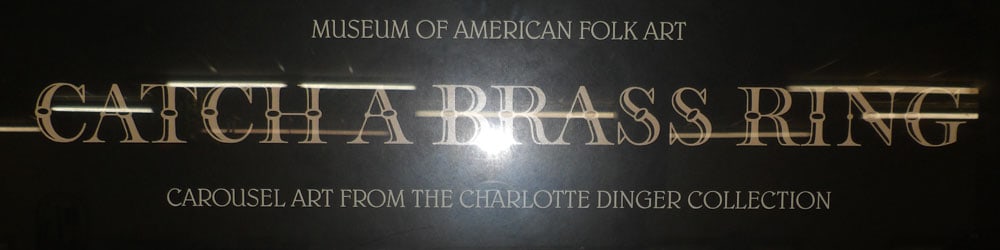 MUSEUM OF AMERICAN FOLK ART
CATCH A BRASS RING
CAROUSEL ART FROM THE CHARLOTTE DINGER COLLECTION